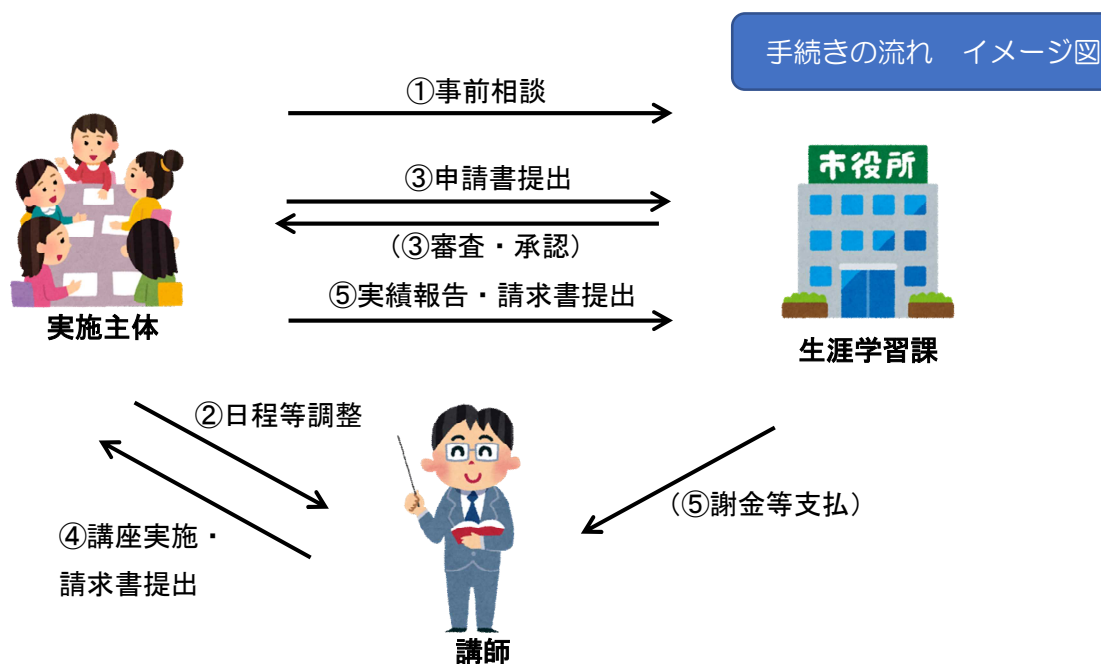 手続きの流れ　イメージ図
①事前相談
市役所
③申請書提出
（③審査・承認）
⑤実績報告・請求書提出
実施主体
生涯学習課
②日程等調整
（⑤謝金等支払）
④講座実施・
請求書提出
講師